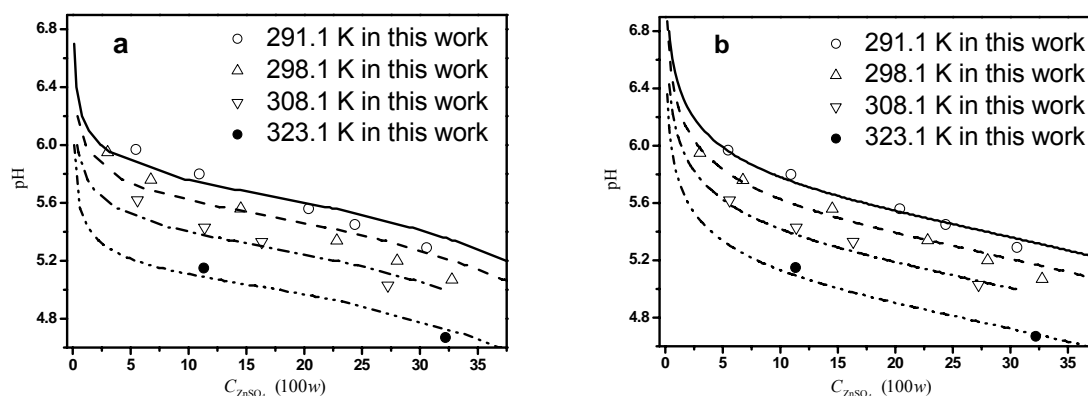 a
291.1 K in this work
298.1 K in this work
308.1 K in this work
323.1 K in this work
6.8
6.4
6.0
5.6
5.2
4.8
pH
0 5 10 15 20 25 30 35
C ZnSO4 (100w)
b
291.1 K in this work
298.1 K in this work
308.1 K in this work
323.1 K in this work
6.8
6.4
6.0
5.6
5.2
4.8
pH
0 5 10 15 20 25 30 35
C ZnSO4 (100w)